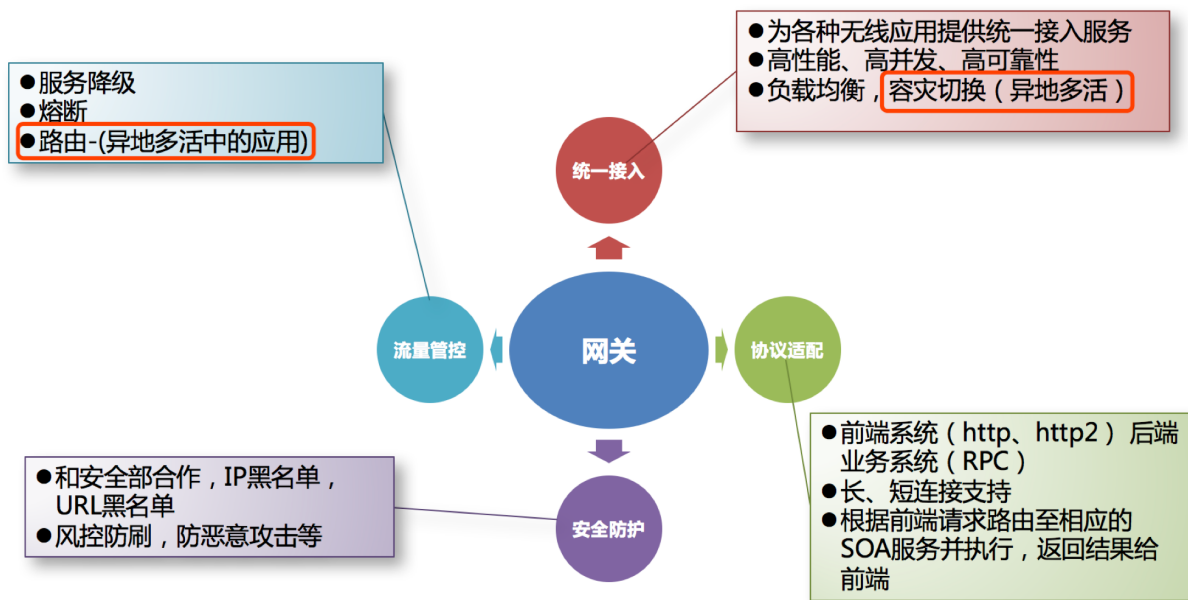 ●为各种无线应用提供统一接入服务
●高性能、高并发、高可靠性
●负载均衡，容灾切换（异地多活）
●服务降级
●熔断
●路由-(异地多活中的应用)
统一接入
流量管控
网关
协议适配
●前端系统（http、http2）后端
业务系统（RPC）
●长、短连接支持
●根据前端请求路由至相应的
SOA服务并执行，返回结果给
前端
●和安全部合作，IP黑名单，
URL黑名单
●风控防刷，防恶意攻击等
安全防护